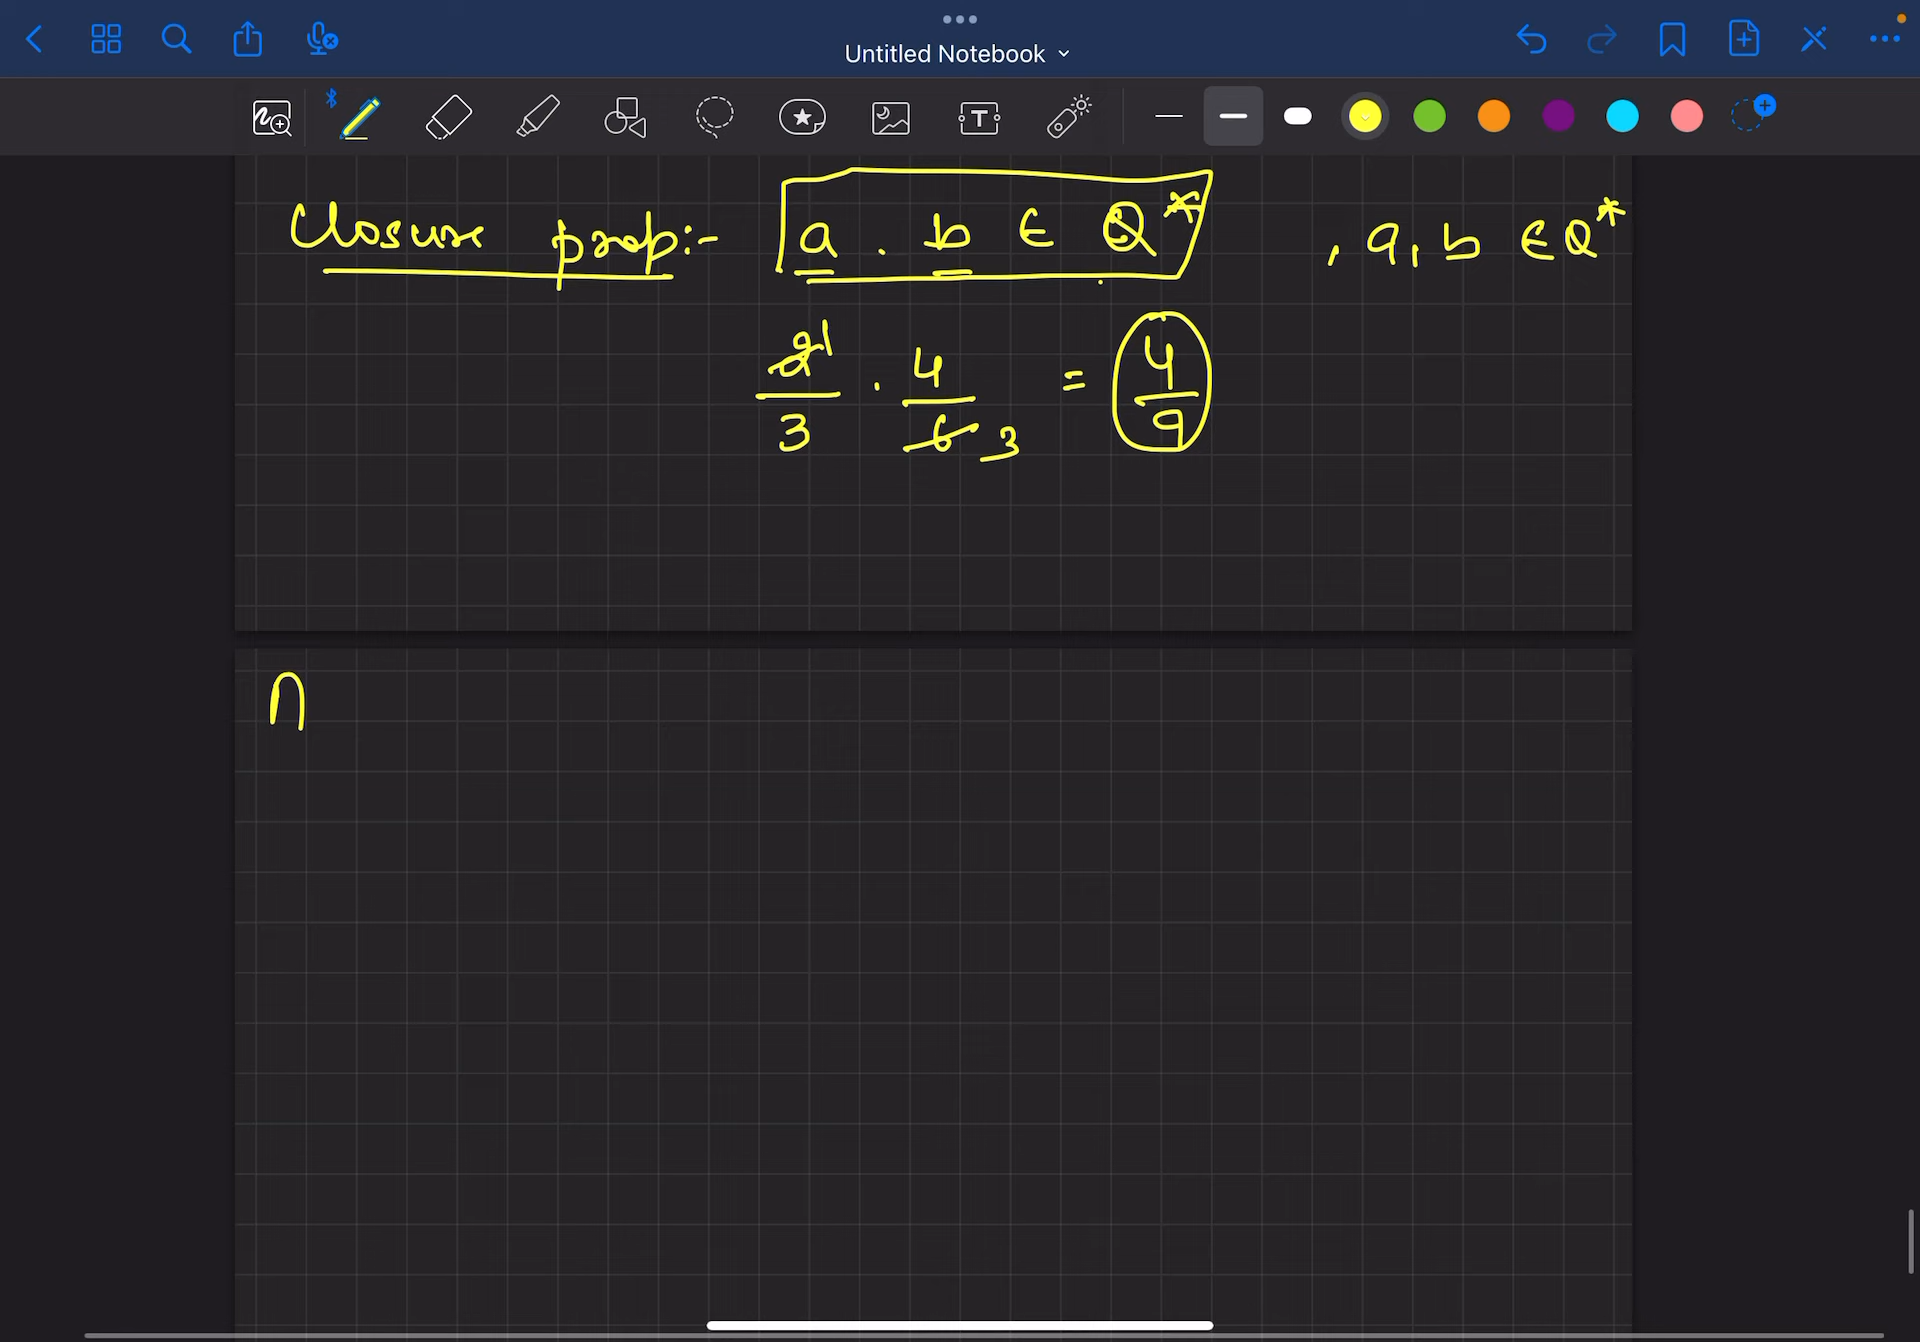 Untitled Notebook
T
Closure prop:- a . b ∈ Q* , a, b ∈ Q*
2 1 / 3 . 4 / 6 3 = 4 / 9